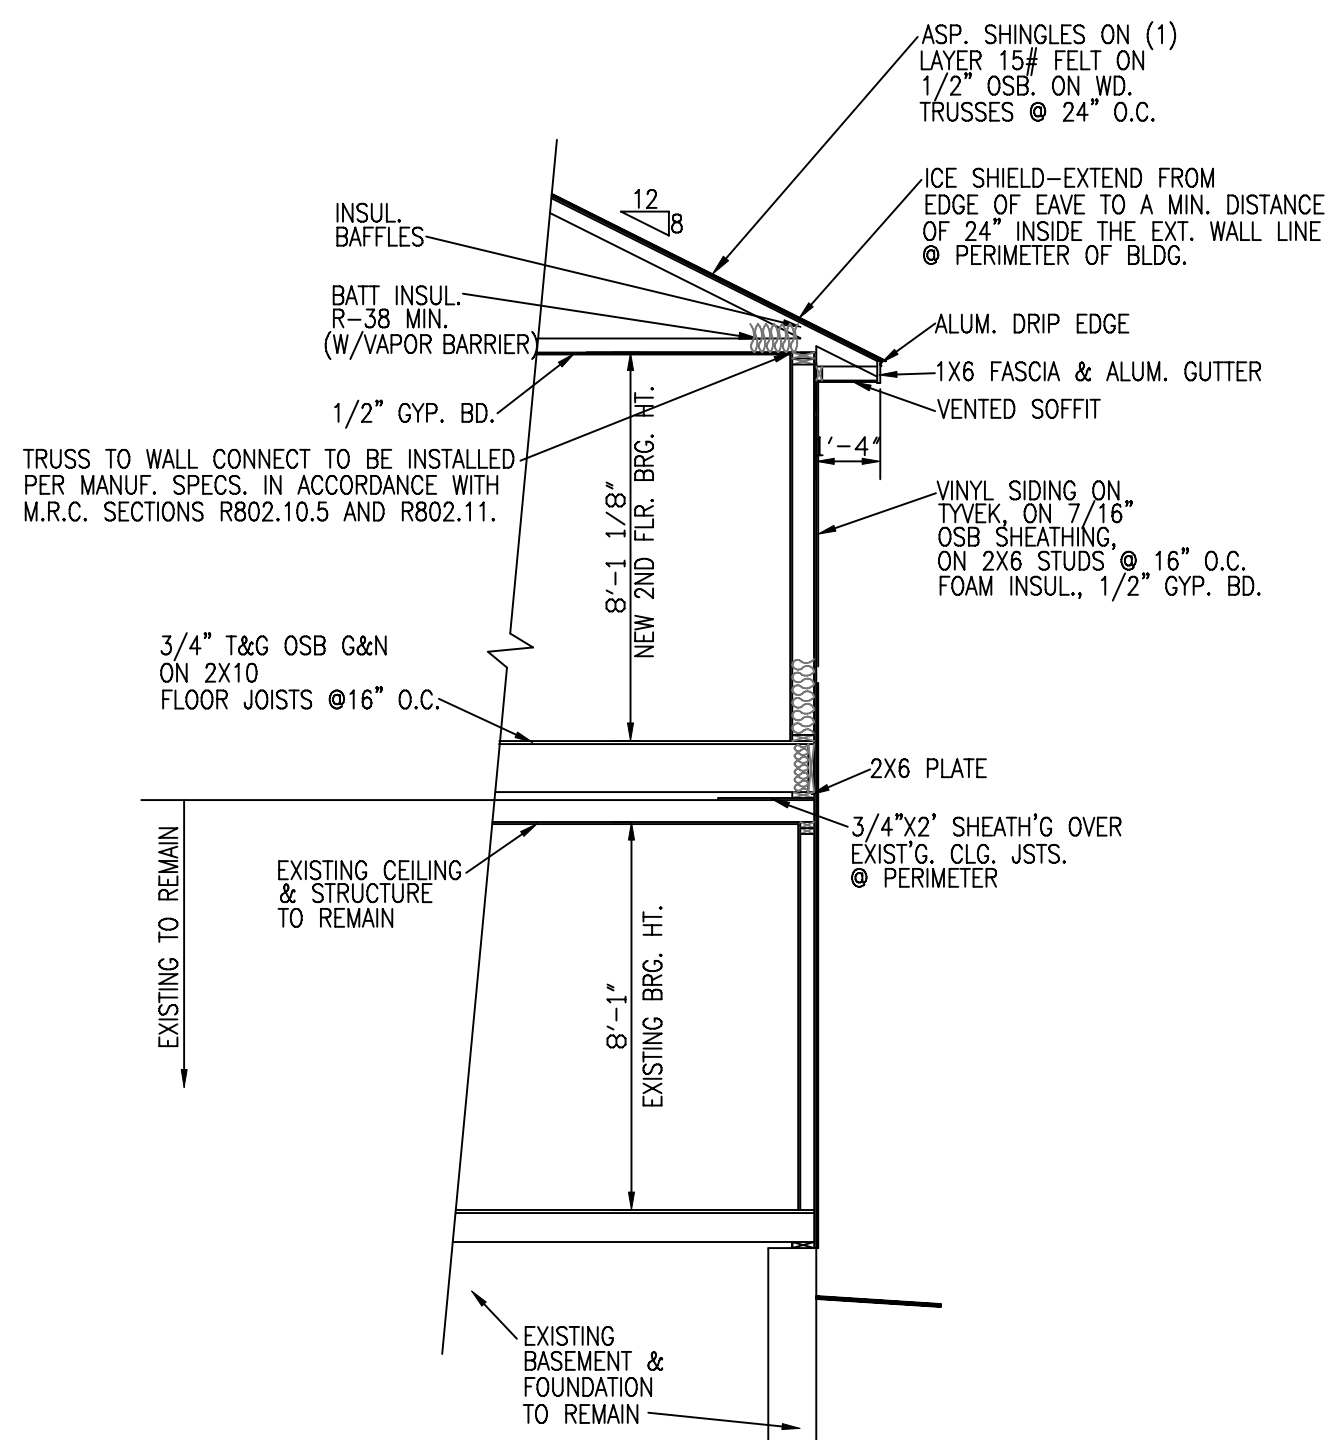 ASP. SHINGLES ON (1)
LAYER 15# FELT ON
1/2" OSB. ON WD.
TRUSSES @ 24" O.C.
ICE SHIELD-EXTEND FROM
EDGE OF EAVE TO A MIN. DISTANCE
OF 24" INSIDE THE EXT. WALL LINE
@ PERIMETER OF BLDG.
12
8
INSUL.
BAFFLES
BATT INSUL.
R-38 MIN.
(W/VAPOR BARRIER)
ALUM. DRIP EDGE
1X6 FASCIA & ALUM. GUTTER
VENTED SOFFIT
1/2" GYP. BD.
1'-4"
TRUSS TO WALL CONNECT TO BE INSTALLED
PER MANUF. SPECS. IN ACCORDANCE WITH
M.R.C. SECTIONS R802.10.5 AND R802.11.
8'-1 1/8"
NEW 2ND FLR. BRG. HT.
VINYL SIDING ON
TYVEK, ON 7/16"
OSB SHEATHING,
ON 2X6 STUDS @ 16" O.C.
FOAM INSUL., 1/2" GYP. BD.
3/4" T&G OSB G&N
ON 2X10
FLOOR JOISTS @16" O.C.
2X6 PLATE
3/4"X2' SHEATH'G OVER
EXIST'G. CLG. JSTS.
@ PERIMETER
EXISTING TO REMAIN
EXISTING CEILING
& STRUCTURE
TO REMAIN
8'-1"
EXISTING BRG. HT.
EXISTING
BASEMENT &
FOUNDATION
TO REMAIN